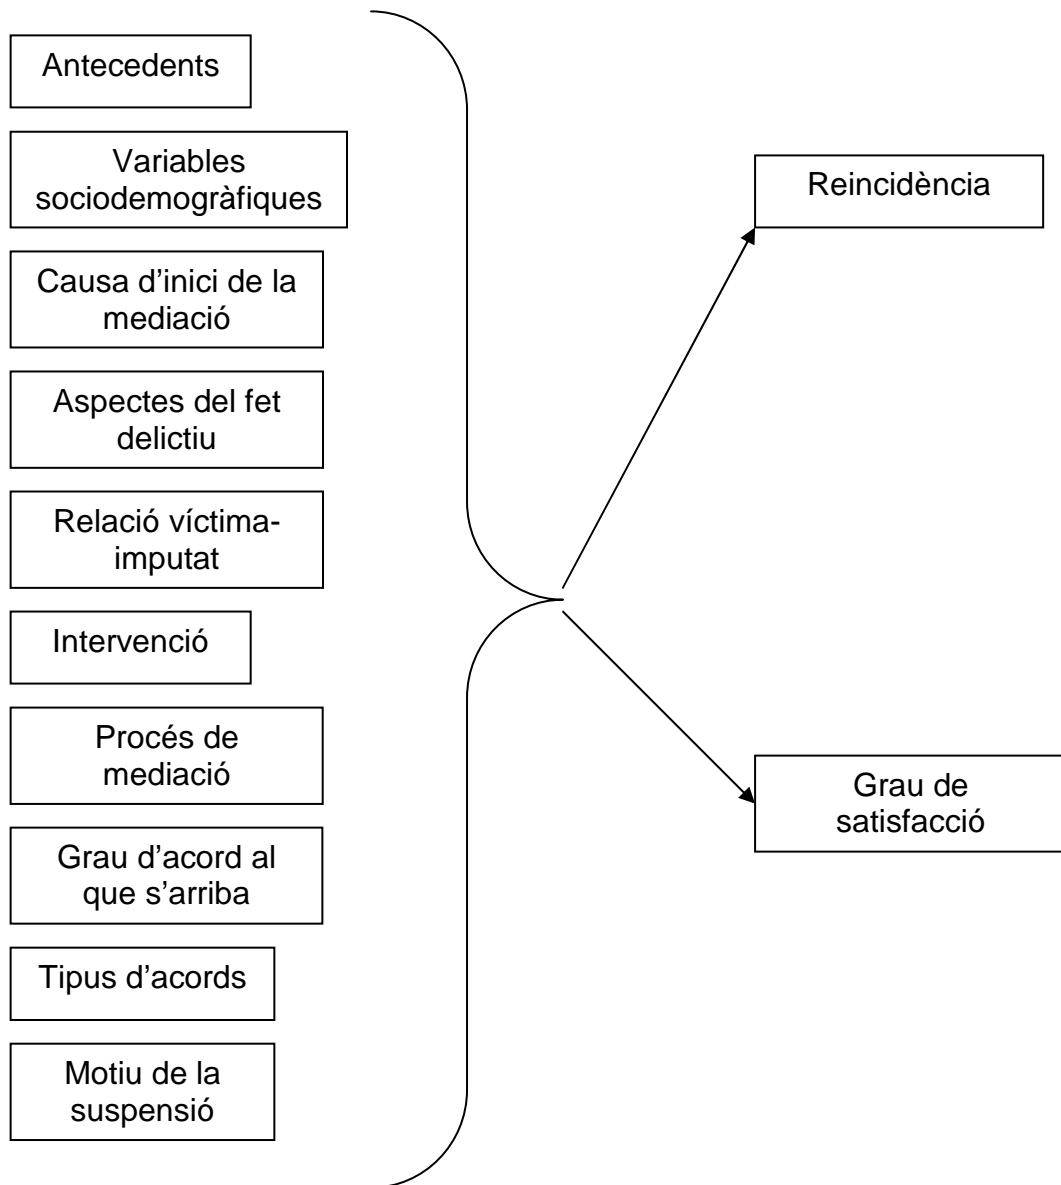 Antecedents
Variables
sociodemogràfiques
Causa d’inici de la
mediació
Aspectes del fet
delictiu
Relació víctima-
imputat
Intervenció
Procés de
mediació
Grau d’acord al
que s’arriba
Tipus d’acords
Motiu de la
suspensió
Reincidència
Grau de
satisfacció